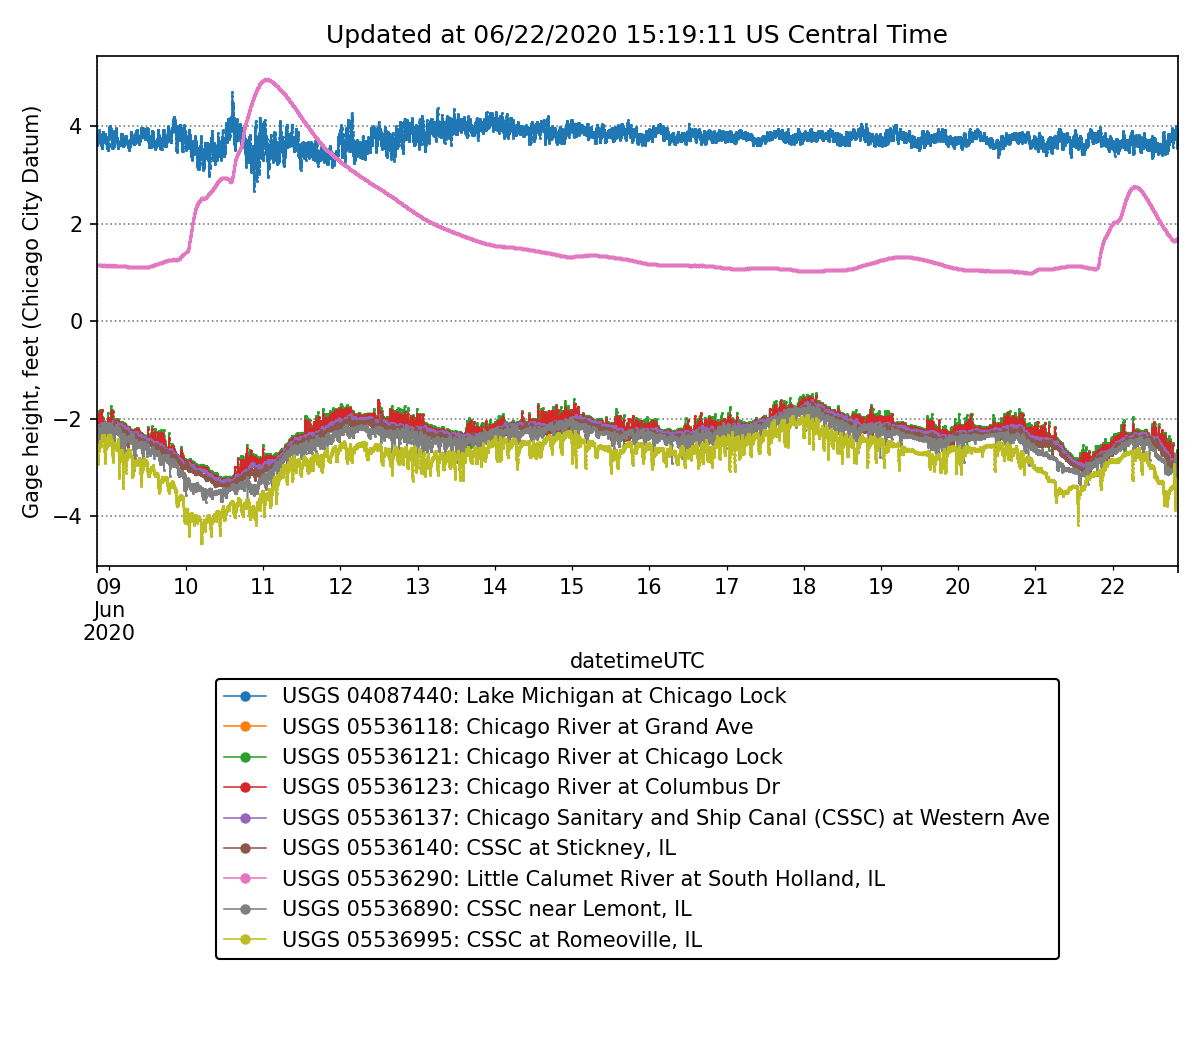 Updated at 06/22/2020 15:19:11 US Central Time
Gage height, feet (Chicago City Datum)
4
2
0
−2
−4
09 10 11 12 13 14 15 16 17 18 19 20 21 22
Jun
2020
datetimeUTC
USGS 04087440: Lake Michigan at Chicago Lock
USGS 05536118: Chicago River at Grand Ave
USGS 05536121: Chicago River at Chicago Lock
USGS 05536123: Chicago River at Columbus Dr
USGS 05536137: Chicago Sanitary and Ship Canal (CSSC) at Western Ave
USGS 05536140: CSSC at Stickney, IL
USGS 05536290: Little Calumet River at South Holland, IL
USGS 05536890: CSSC near Lemont, IL
USGS 05536995: CSSC at Romeoville, IL